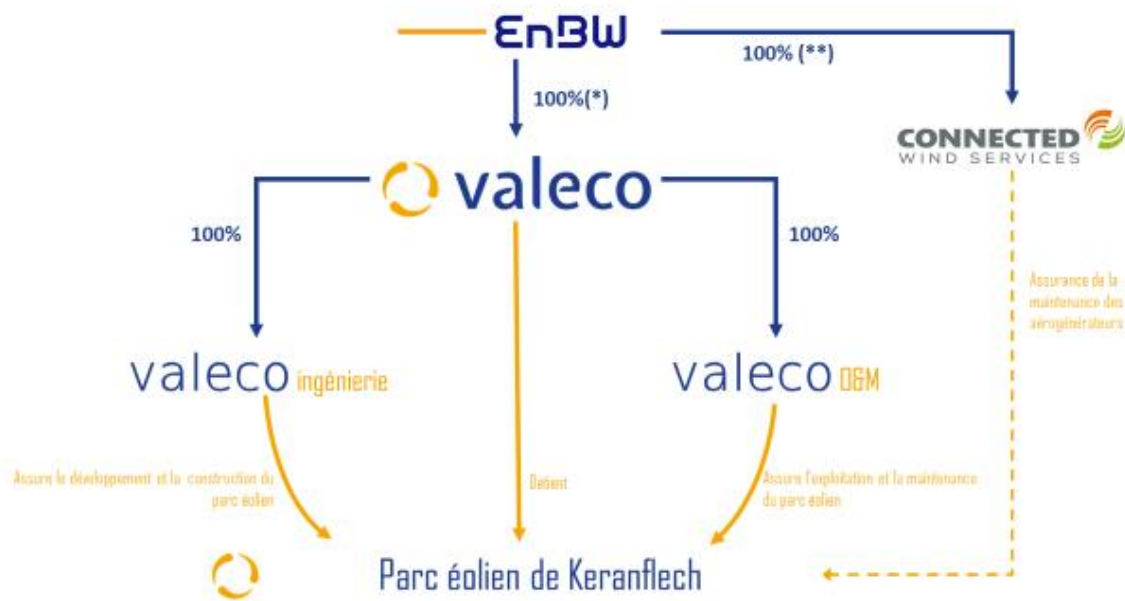 EnBW
100% (**)
100%(*)
CONNECTED
WIND SERVICES
valeco
100%
100%
Assurance de la
maintenance des
aérogénérateurs
valeco ingénierie
valeco O&M
Assure le développement et la construction du
parc éolien
Détient
Assure l'exploitation et la maintenance
du parc éolien
Parc éolien de Keranflech